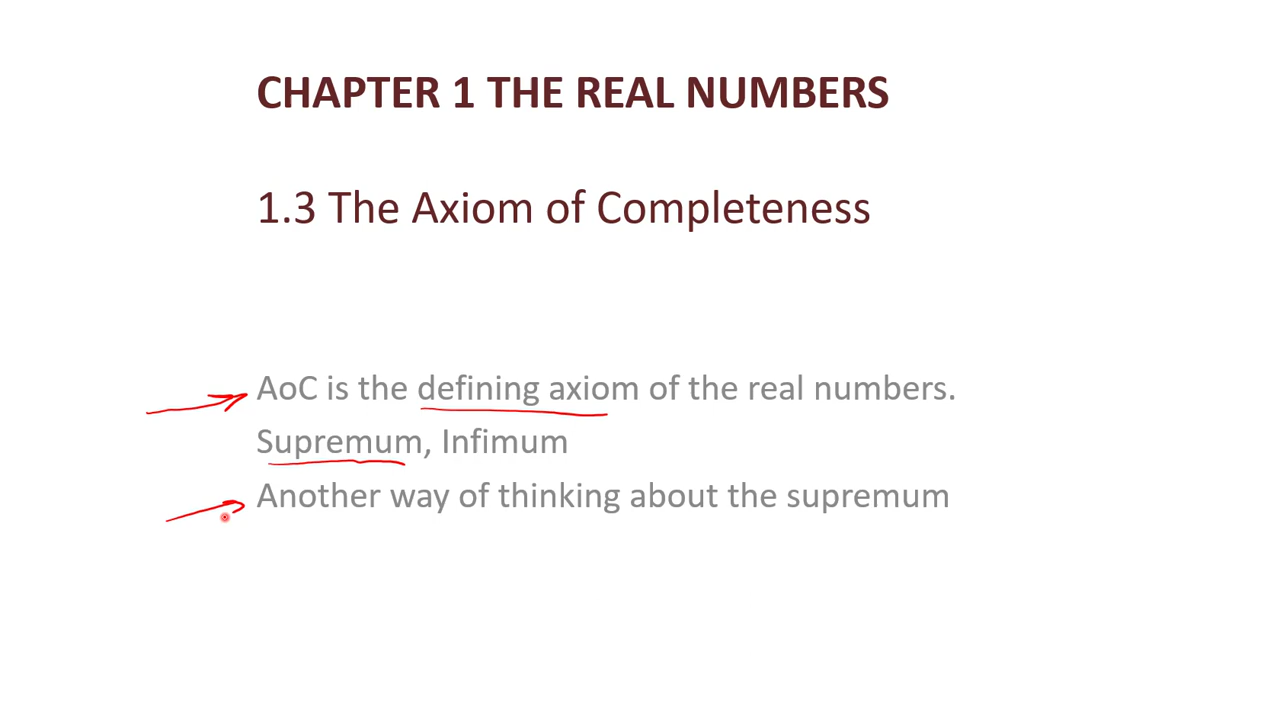 CHAPTER 1 THE REAL NUMBERS
1.3 The Axiom of Completeness
AoC is the defining axiom of the real numbers.
Supremum, Infimum
Another way of thinking about the supremum